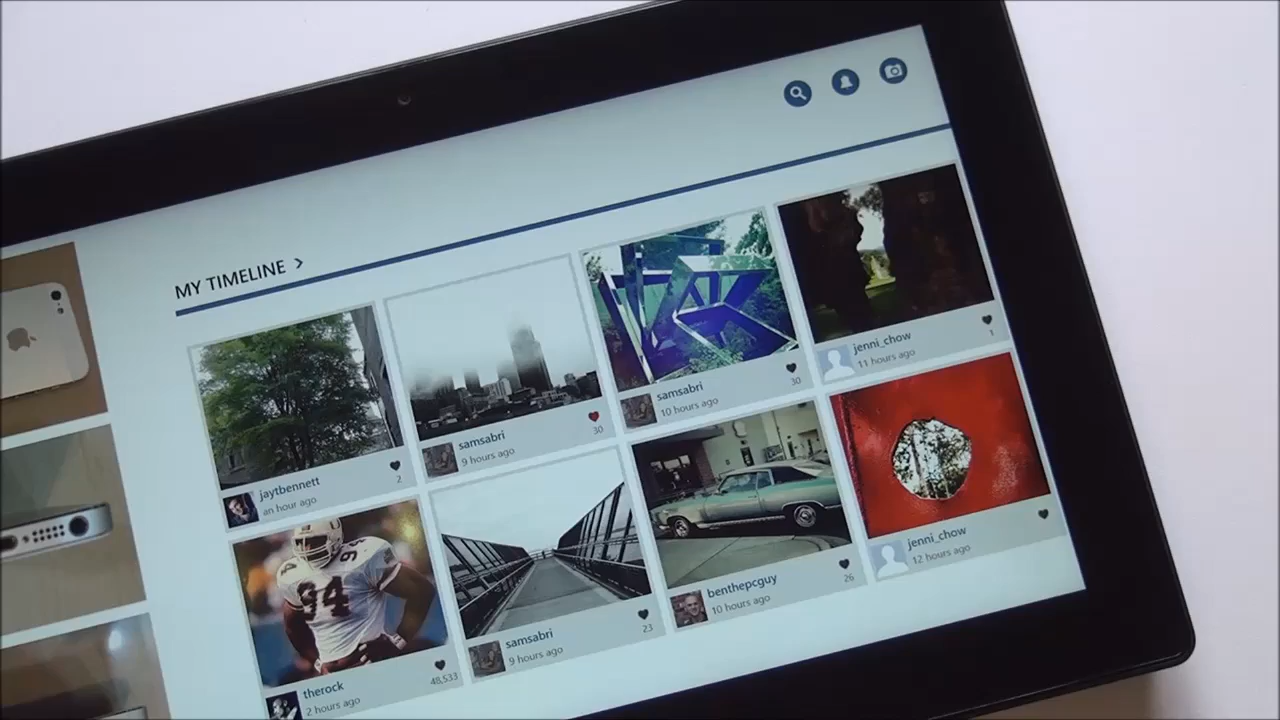 MY TIMELINE >
jaytbennett
an hour ago
2
samsabri
9 hours ago
30
samsabri
10 hours ago
30
jenni_chow
11 hours ago
1
94
therock
2 hours ago
48,533
samsabri
9 hours ago
23
benthepcguy
10 hours ago
26
jenni_chow
12 hours ago